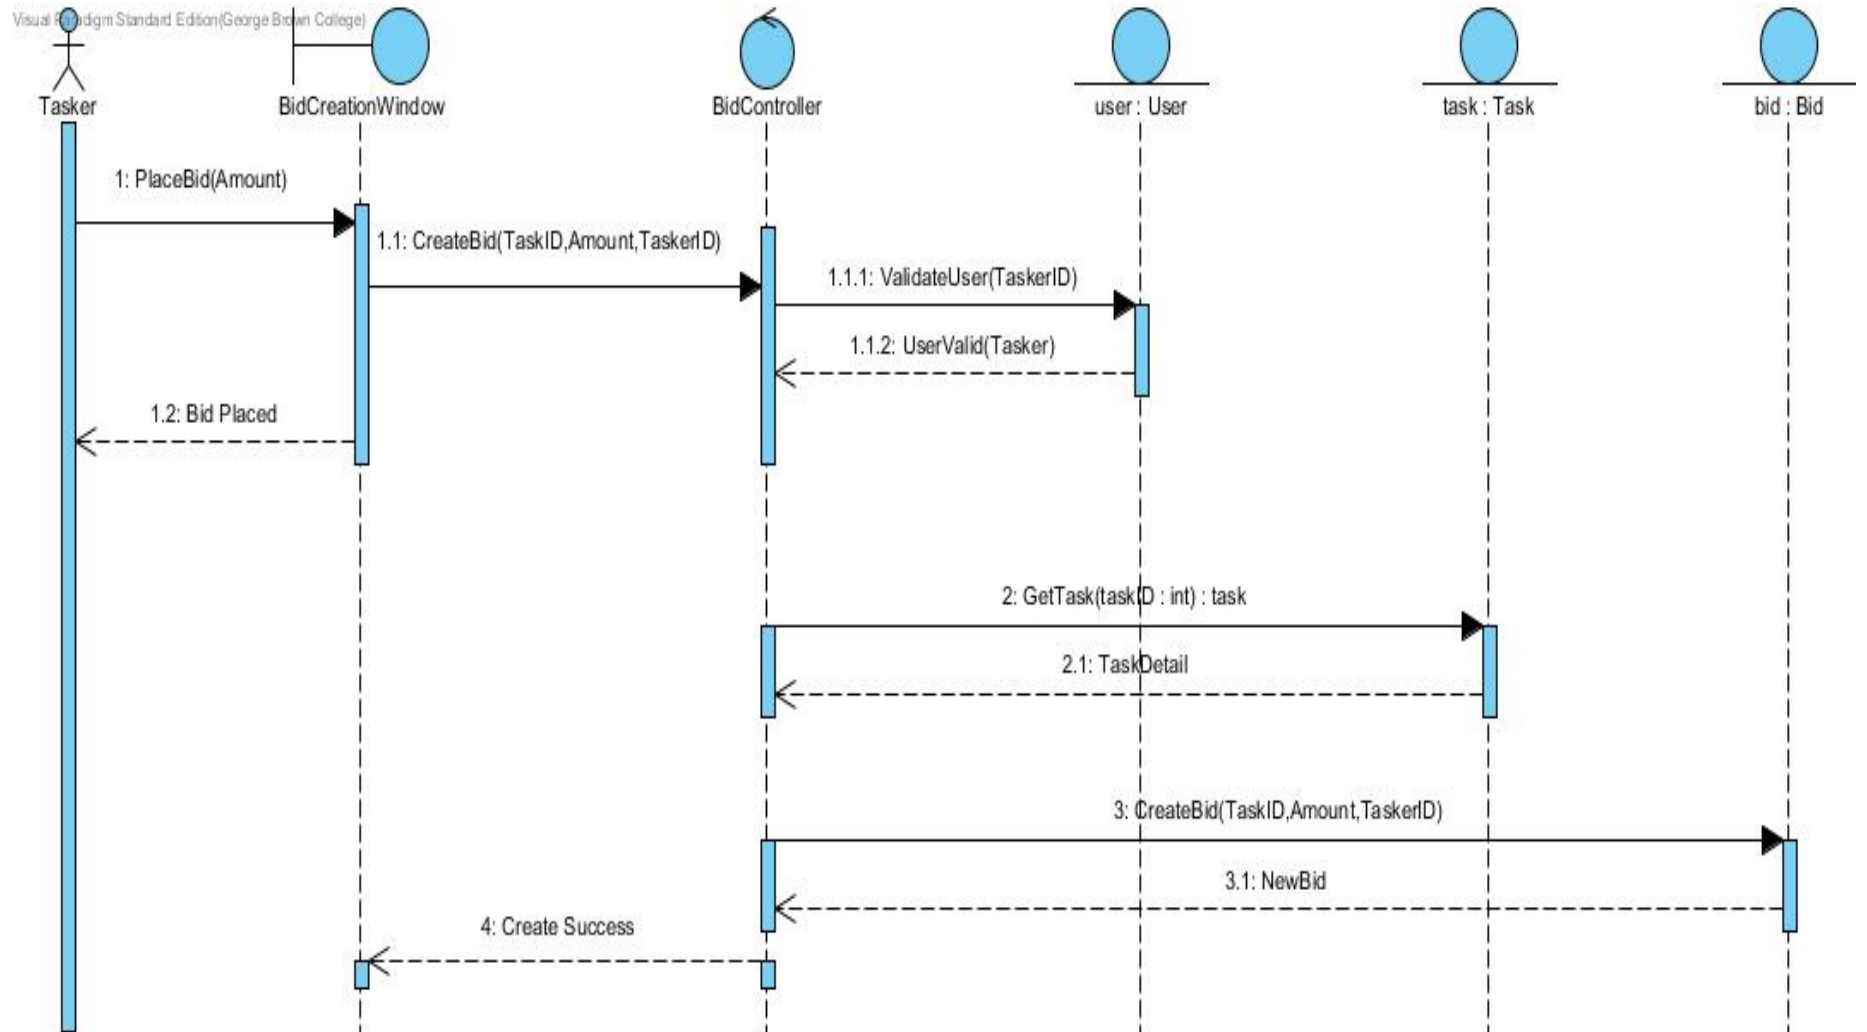 Visual Paradigm Standard Edition(George Brown College)
Tasker
BidCreationWindow
BidController
user : User
task : Task
bid : Bid
1: PlaceBid(Amount)
1.1: CreateBid(TaskID,Amount,TaskerID)
1.1.1: ValidateUser(TaskerID)
1.1.2: UserValid(Tasker)
1.2: Bid Placed
2: GetTask(taskID : int) : task
2.1: TaskDetail
3: CreateBid(TaskID,Amount,TaskerID)
3.1: NewBid
4: Create Success